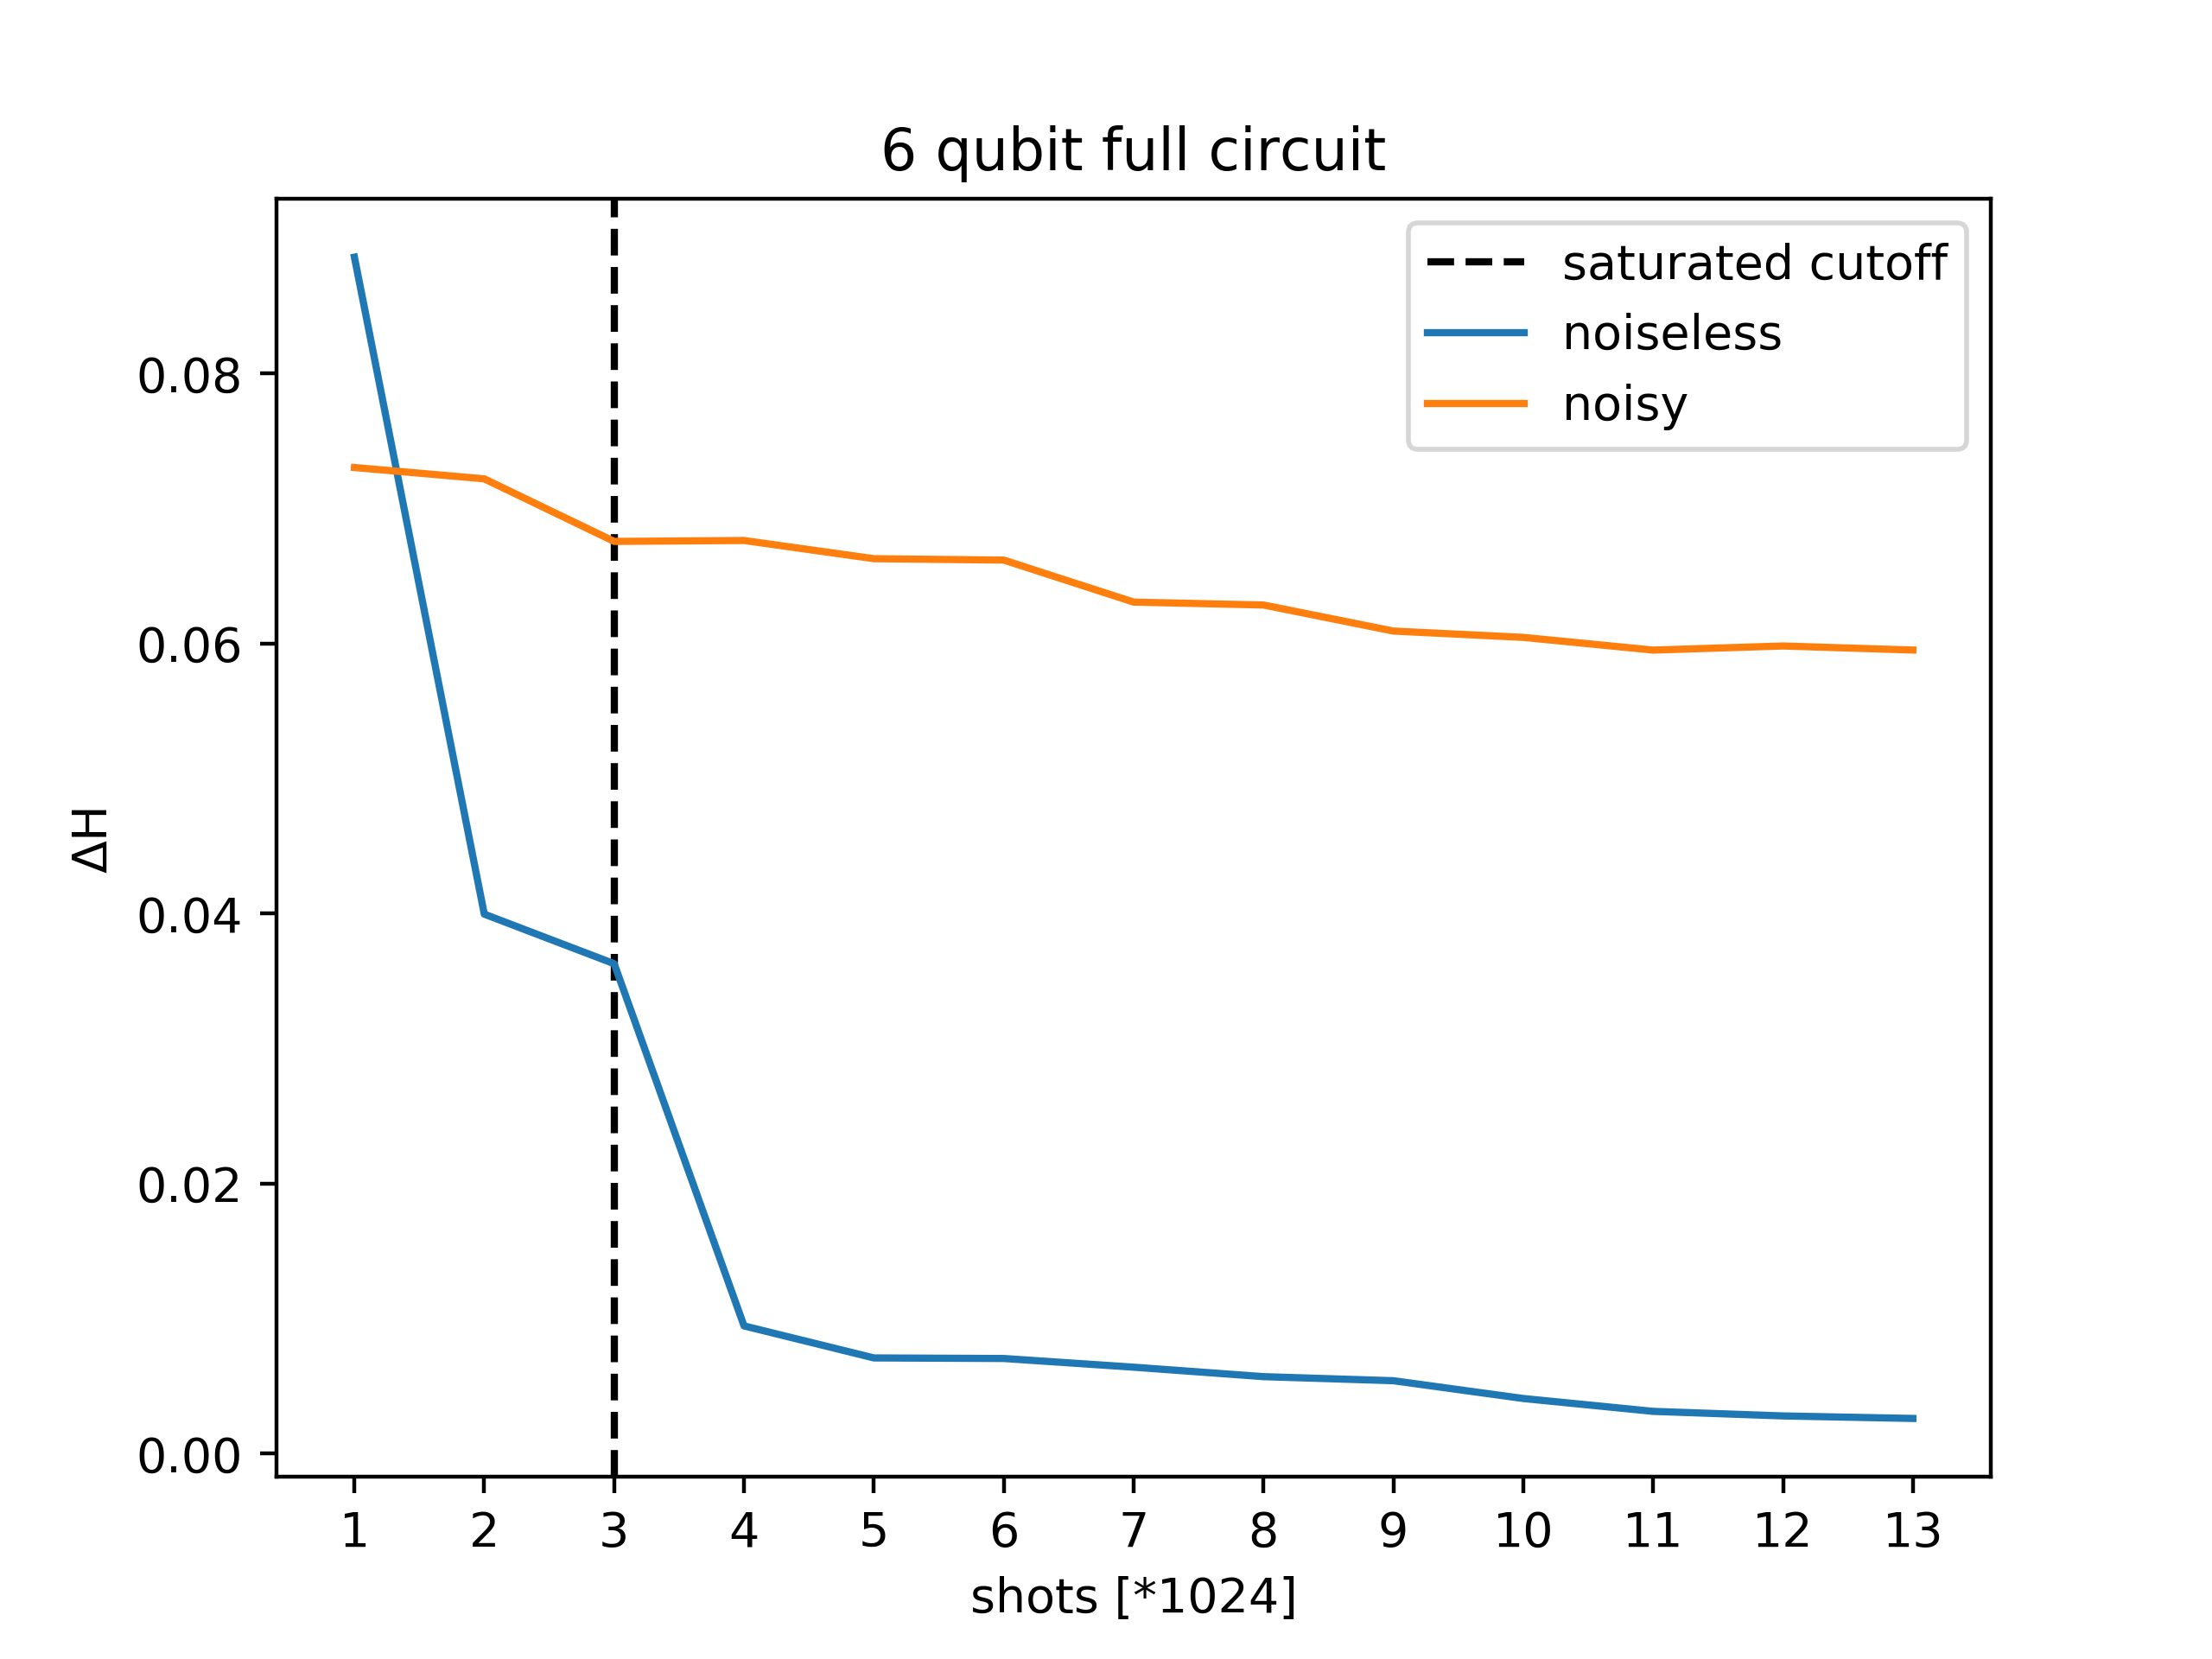 6 qubit full circuit
saturated cutoff
noiseless
noisy
0.08
0.06
0.04
0.02
0.00
ΔH
1 2 3 4 5 6 7 8 9 10 11 12 13
shots [*1024]